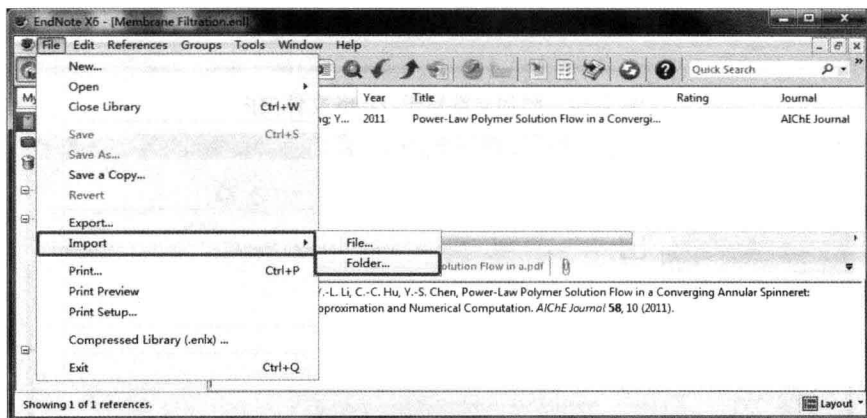 EndNote X6 - [Membrane Filtration.enl]
File Edit References Groups Tools Window Help
Quick Search
New...
Open
Close Library Ctrl+W
Save Ctrl+S
Save As...
Save a Copy...
Revert
Export...
Import
Print... Ctrl+P
Print Preview
Print Setup...
Compressed Library (.enlx) ...
Exit Ctrl+Q
File...
Folder...
My
Year Title Rating Journal
ng; Y... 2011 Power-Law Polymer Solution Flow in a Convergi... AIChE Journal
olution Flow in a.pdf
Y.-L. Li, C.-C. Hu, Y.-S. Chen, Power-Law Polymer Solution Flow in a Converging Annular Spinneret:
pproximation and Numerical Computation. AIChE Journal 58, 10 (2011).
Showing 1 of 1 references.
Layout